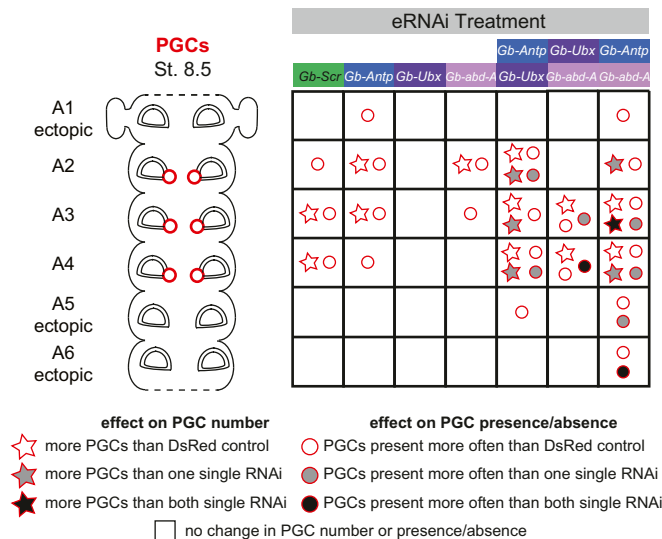 eRNAi Treatment
PGCs
St. 8.5
Gb-Antp Gb-Ubx Gb-Antp
Gb-Scr Gb-Antp Gb-Ubx Gb-abd-A Gb-Ubx Gb-abd-A Gb-abd-A
A1
ectopic
A2
A3
A4
A5
ectopic
A6
ectopic
effect on PGC number
more PGCs than DsRed control
more PGCs than one single RNAi
more PGCs than both single RNAi
effect on PGC presence/absence
PGCs present more often than DsRed control
PGCs present more often than one single RNAi
PGCs present more often than both single RNAi
no change in PGC number or presence/absence